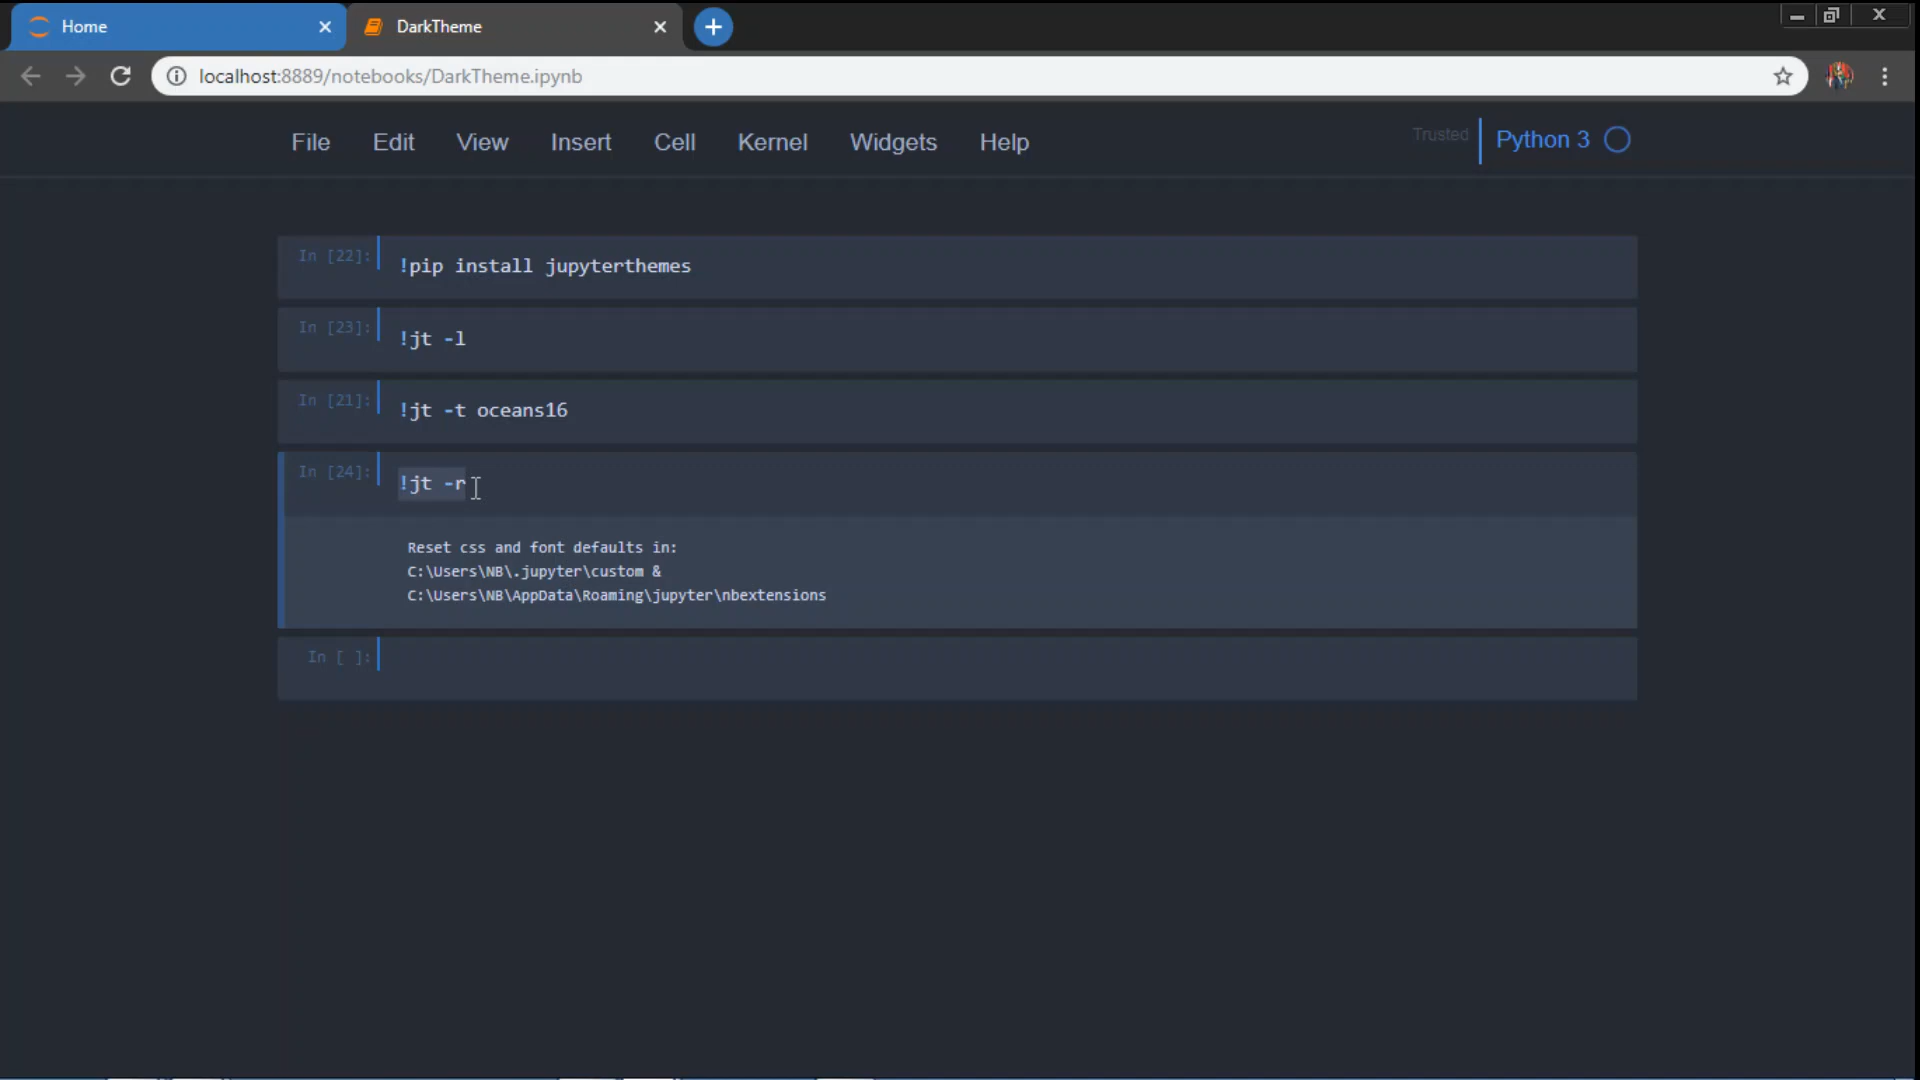 Home
DarkTheme
localhost:8889/notebooks/DarkTheme.ipynb
File Edit View Insert Cell Kernel Widgets Help
Trusted
Python 3
In [22]:
!pip install jupyterthemes
In [23]:
!jt -l
In [21]:
!jt -t oceans16
In [24]:
!jt -r
Reset css and font defaults in:
C:\Users\NB\.jupyter\custom &
C:\Users\NB\AppData\Roaming\jupyter\nbextensions
In [ ]: